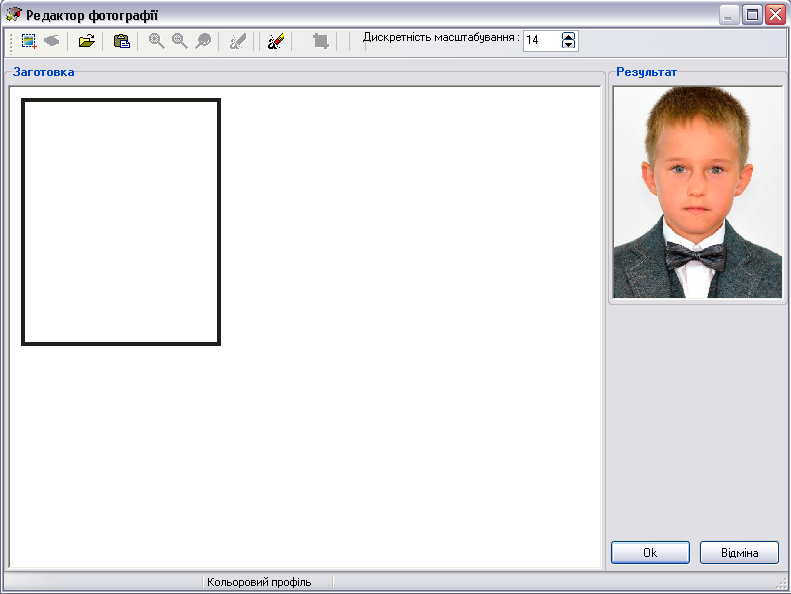 Редактор фотографії
Дискретність масштабування : 14
Заготовка
Результат
Ok
Відміна
Кольоровий профіль